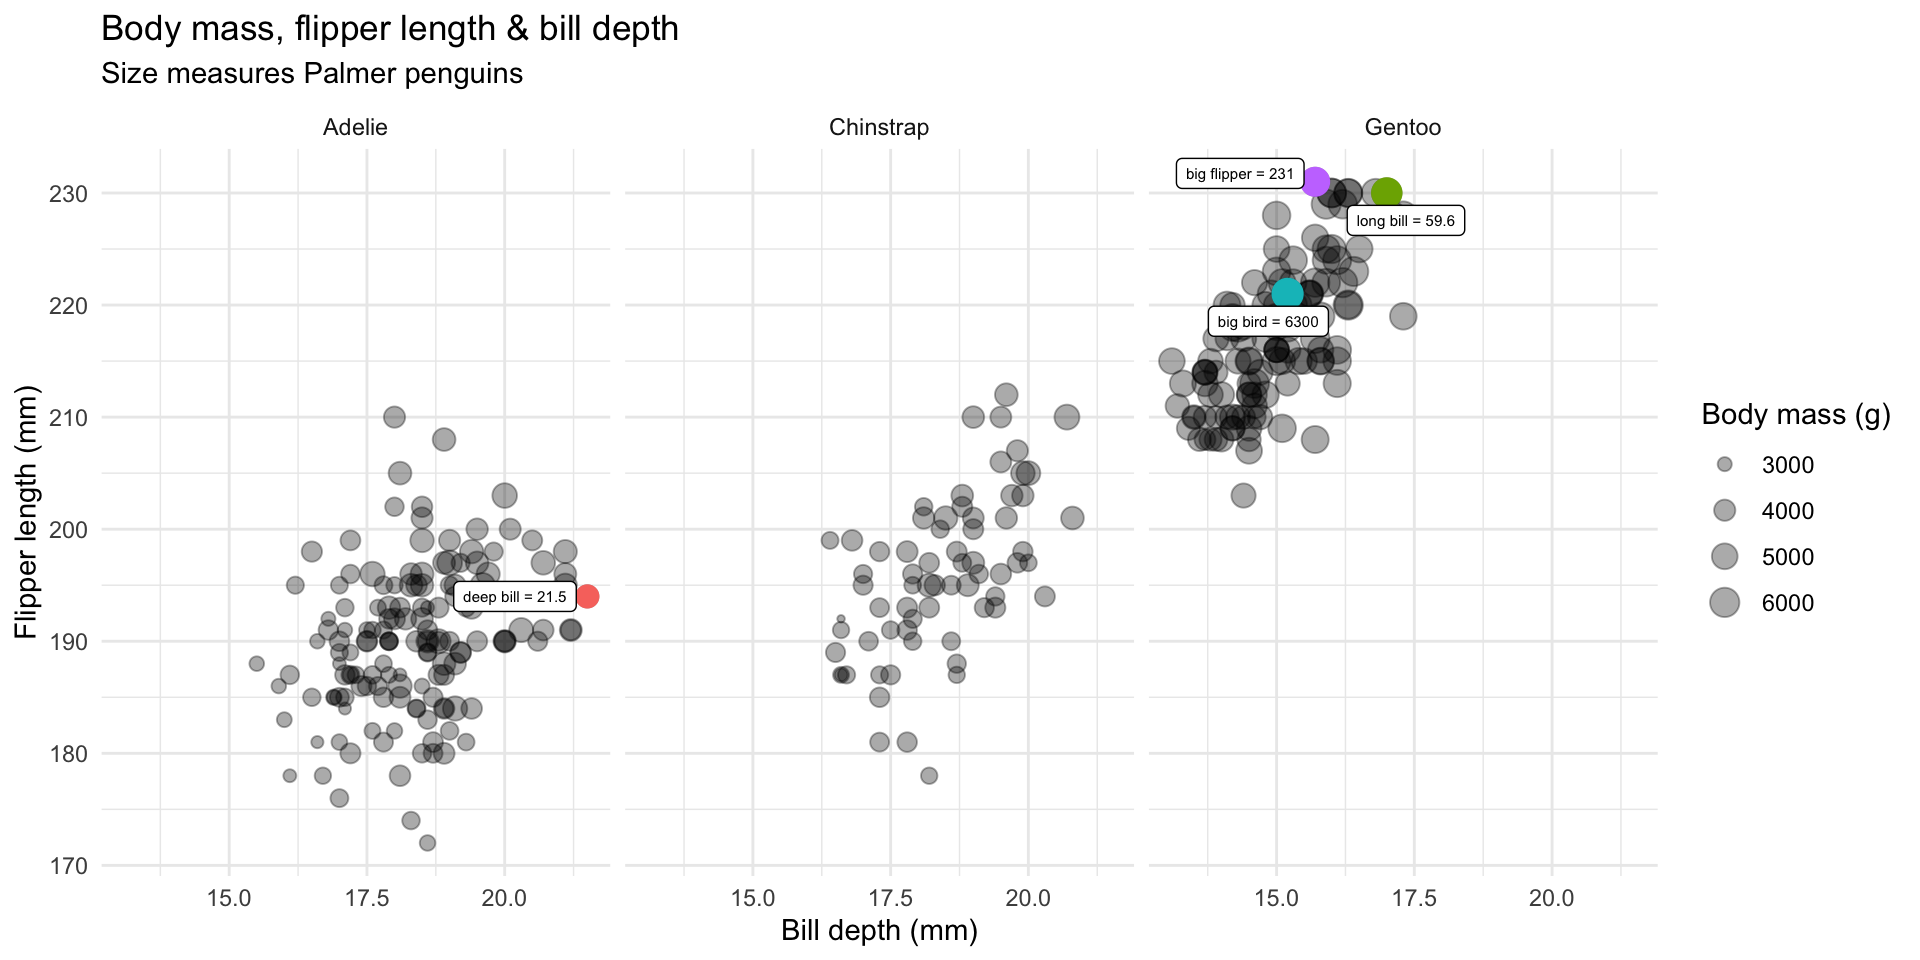 Body mass, flipper length & bill depth
Size measures Palmer penguins
Adelie
Chinstrap
Gentoo
Flipper length (mm)
230
220
210
200
190
180
170
deep bill = 21.5
big flipper = 231
long bill = 59.6
big bird = 6300
15.0 17.5 20.0
15.0 17.5 20.0
15.0 17.5 20.0
Bill depth (mm)
Body mass (g)
3000
4000
5000
6000